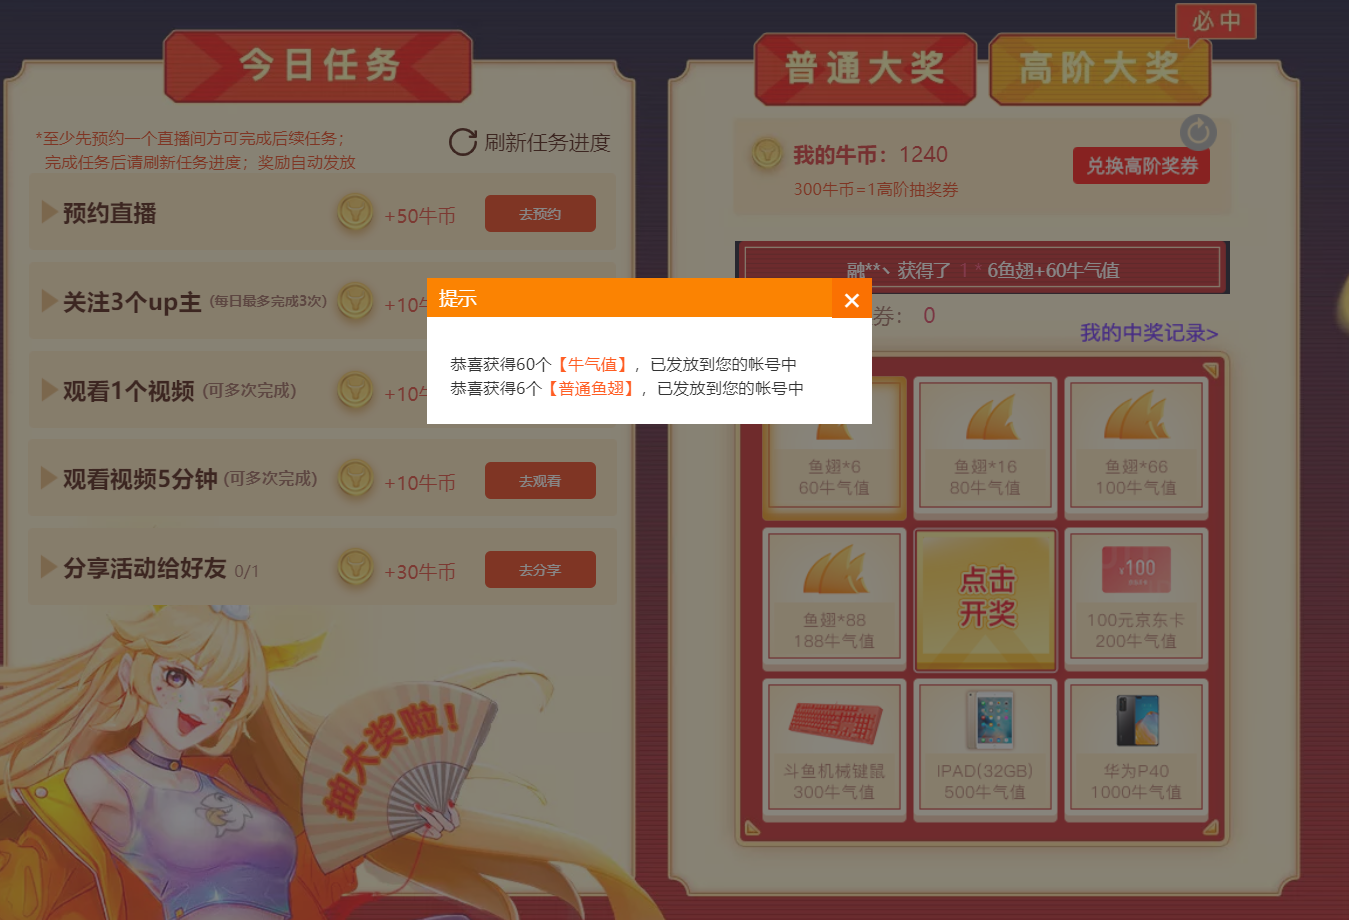 今日任务
*至少先预约一个直播间方可完成后续任务；
完成任务后请刷新任务进度；奖励自动发放
刷新任务进度
预约直播
+50牛币
去预约
关注3个up主
(每日最多完成3次)
+10牛
观看1个视频
(可多次完成)
+10牛
观看视频5分钟
(可多次完成)
+10牛币
去观看
分享活动给好友 0/1
+30牛币
去分享
抽大奖啦！
必中
普通大奖
高阶大奖
我的牛币：1240
300牛币=1高阶抽奖券
兑换高阶奖券
融**丶获得了 1 * 6鱼翅+60牛气值
券： 0
我的中奖记录>
提示
恭喜获得60个【牛气值】，已发放到您的帐号中
恭喜获得6个【普通鱼翅】，已发放到您的帐号中
鱼翅*6
60牛气值
鱼翅*16
80牛气值
鱼翅*66
100牛气值
鱼翅*88
188牛气值
点击
开奖
¥100
100元京东卡
200牛气值
斗鱼机械键鼠
300牛气值
IPAD(32GB)
500牛气值
华为P40
1000牛气值